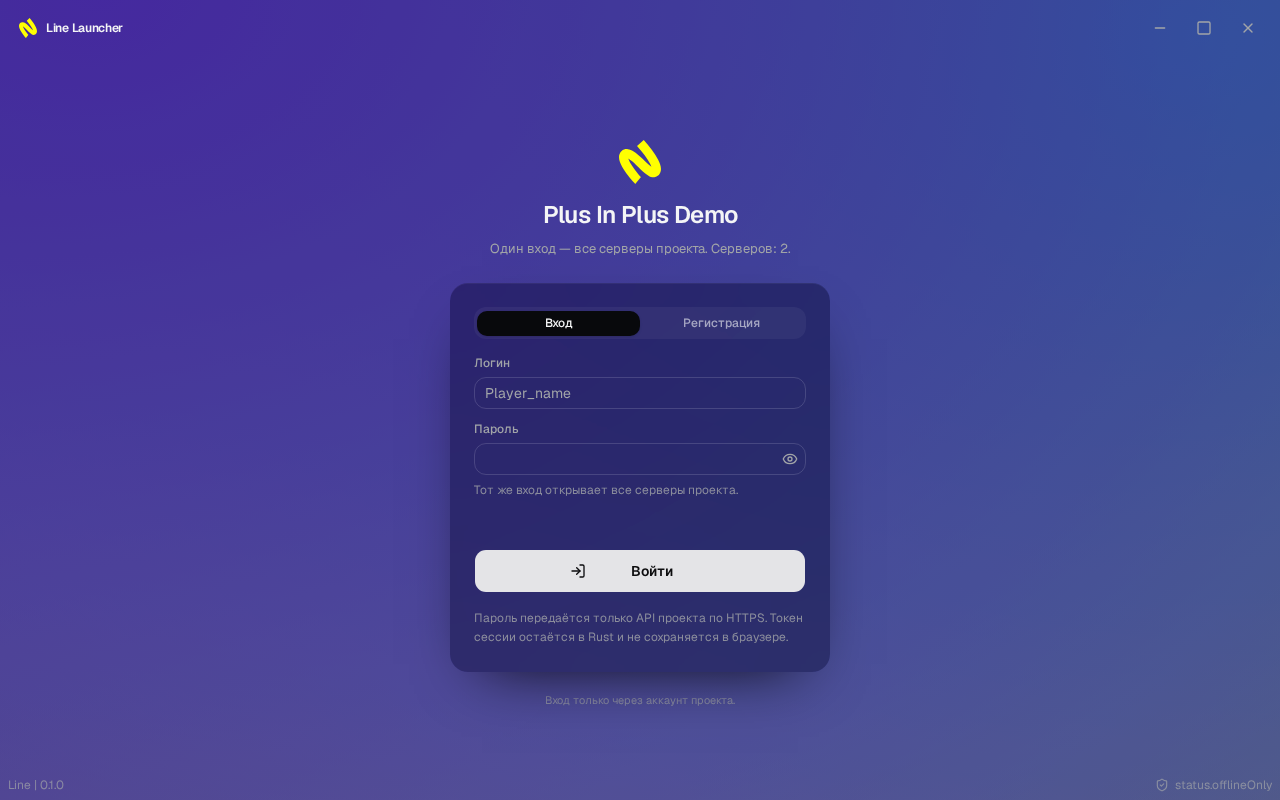 Line Launcher
Plus In Plus Demo
Один вход — все серверы проекта. Серверов: 2.
Вход
Регистрация
Логин
Player_name
Пароль
Тот же вход открывает все серверы проекта.
Войти
Пароль передаётся только API проекта по HTTPS. Токен
сессии остаётся в Rust и не сохраняется в браузере.
Вход только через аккаунт проекта.
Line | 0.1.0
status.offlineOnly